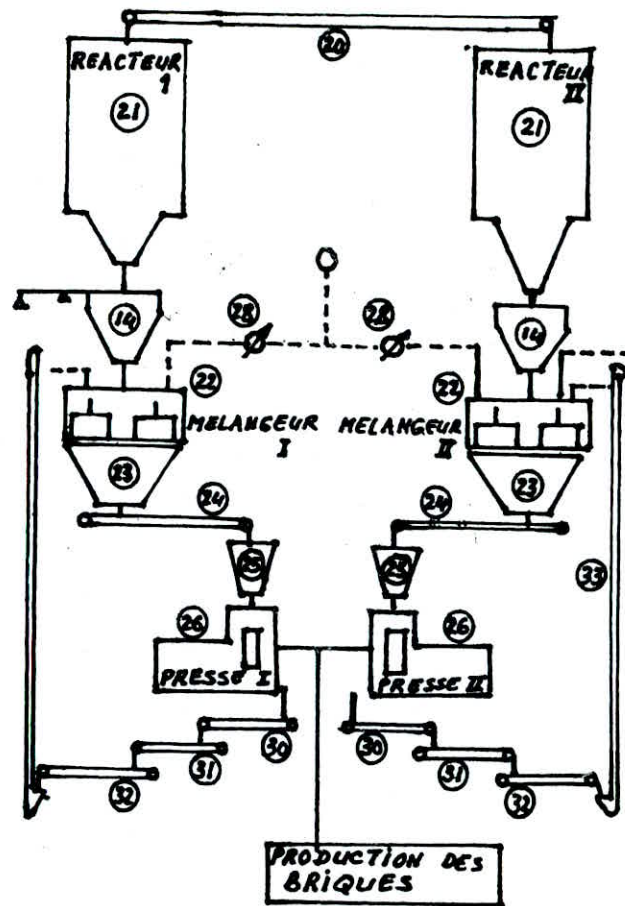 20
REACTEUR
1
21
REACTEUR
II
21
14
28
28
14
22
22
MELANGEUR
I
MELANGEUR
II
23
23
24
24
25
33
26
26
PRESSE I
PRESSE II
30
30
31
31
32
32
PRODUCTION DES
BRIQUES